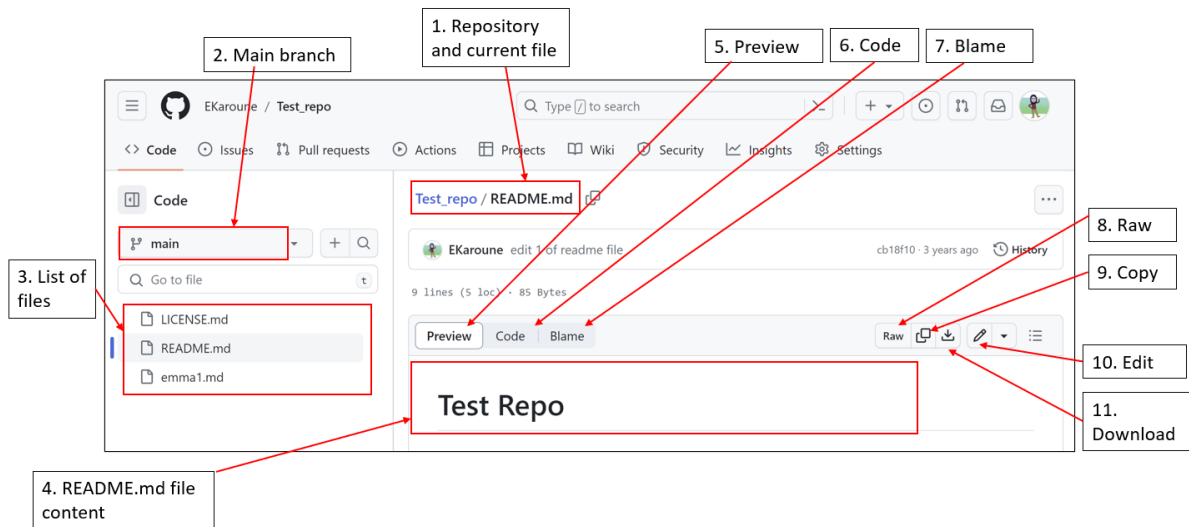 1. Repository
and current file
2. Main branch
5. Preview
6. Code
7. Blame
EKaroune / Test_repo
Type / to search
Code
Issues
Pull requests
Actions
Projects
Wiki
Security
Insights
Settings
Code
Test_repo / README.md
main
EKaroune edit 1 of readme file
cb18f10 · 3 years ago
History
8. Raw
3. List of
files
Go to file
t
9 lines (5 loc) · 85 Bytes
9. Copy
LICENSE.md
README.md
emma1.md
Preview
Code
Blame
Raw
10. Edit
Test Repo
11.
Download
4. README.md file
content